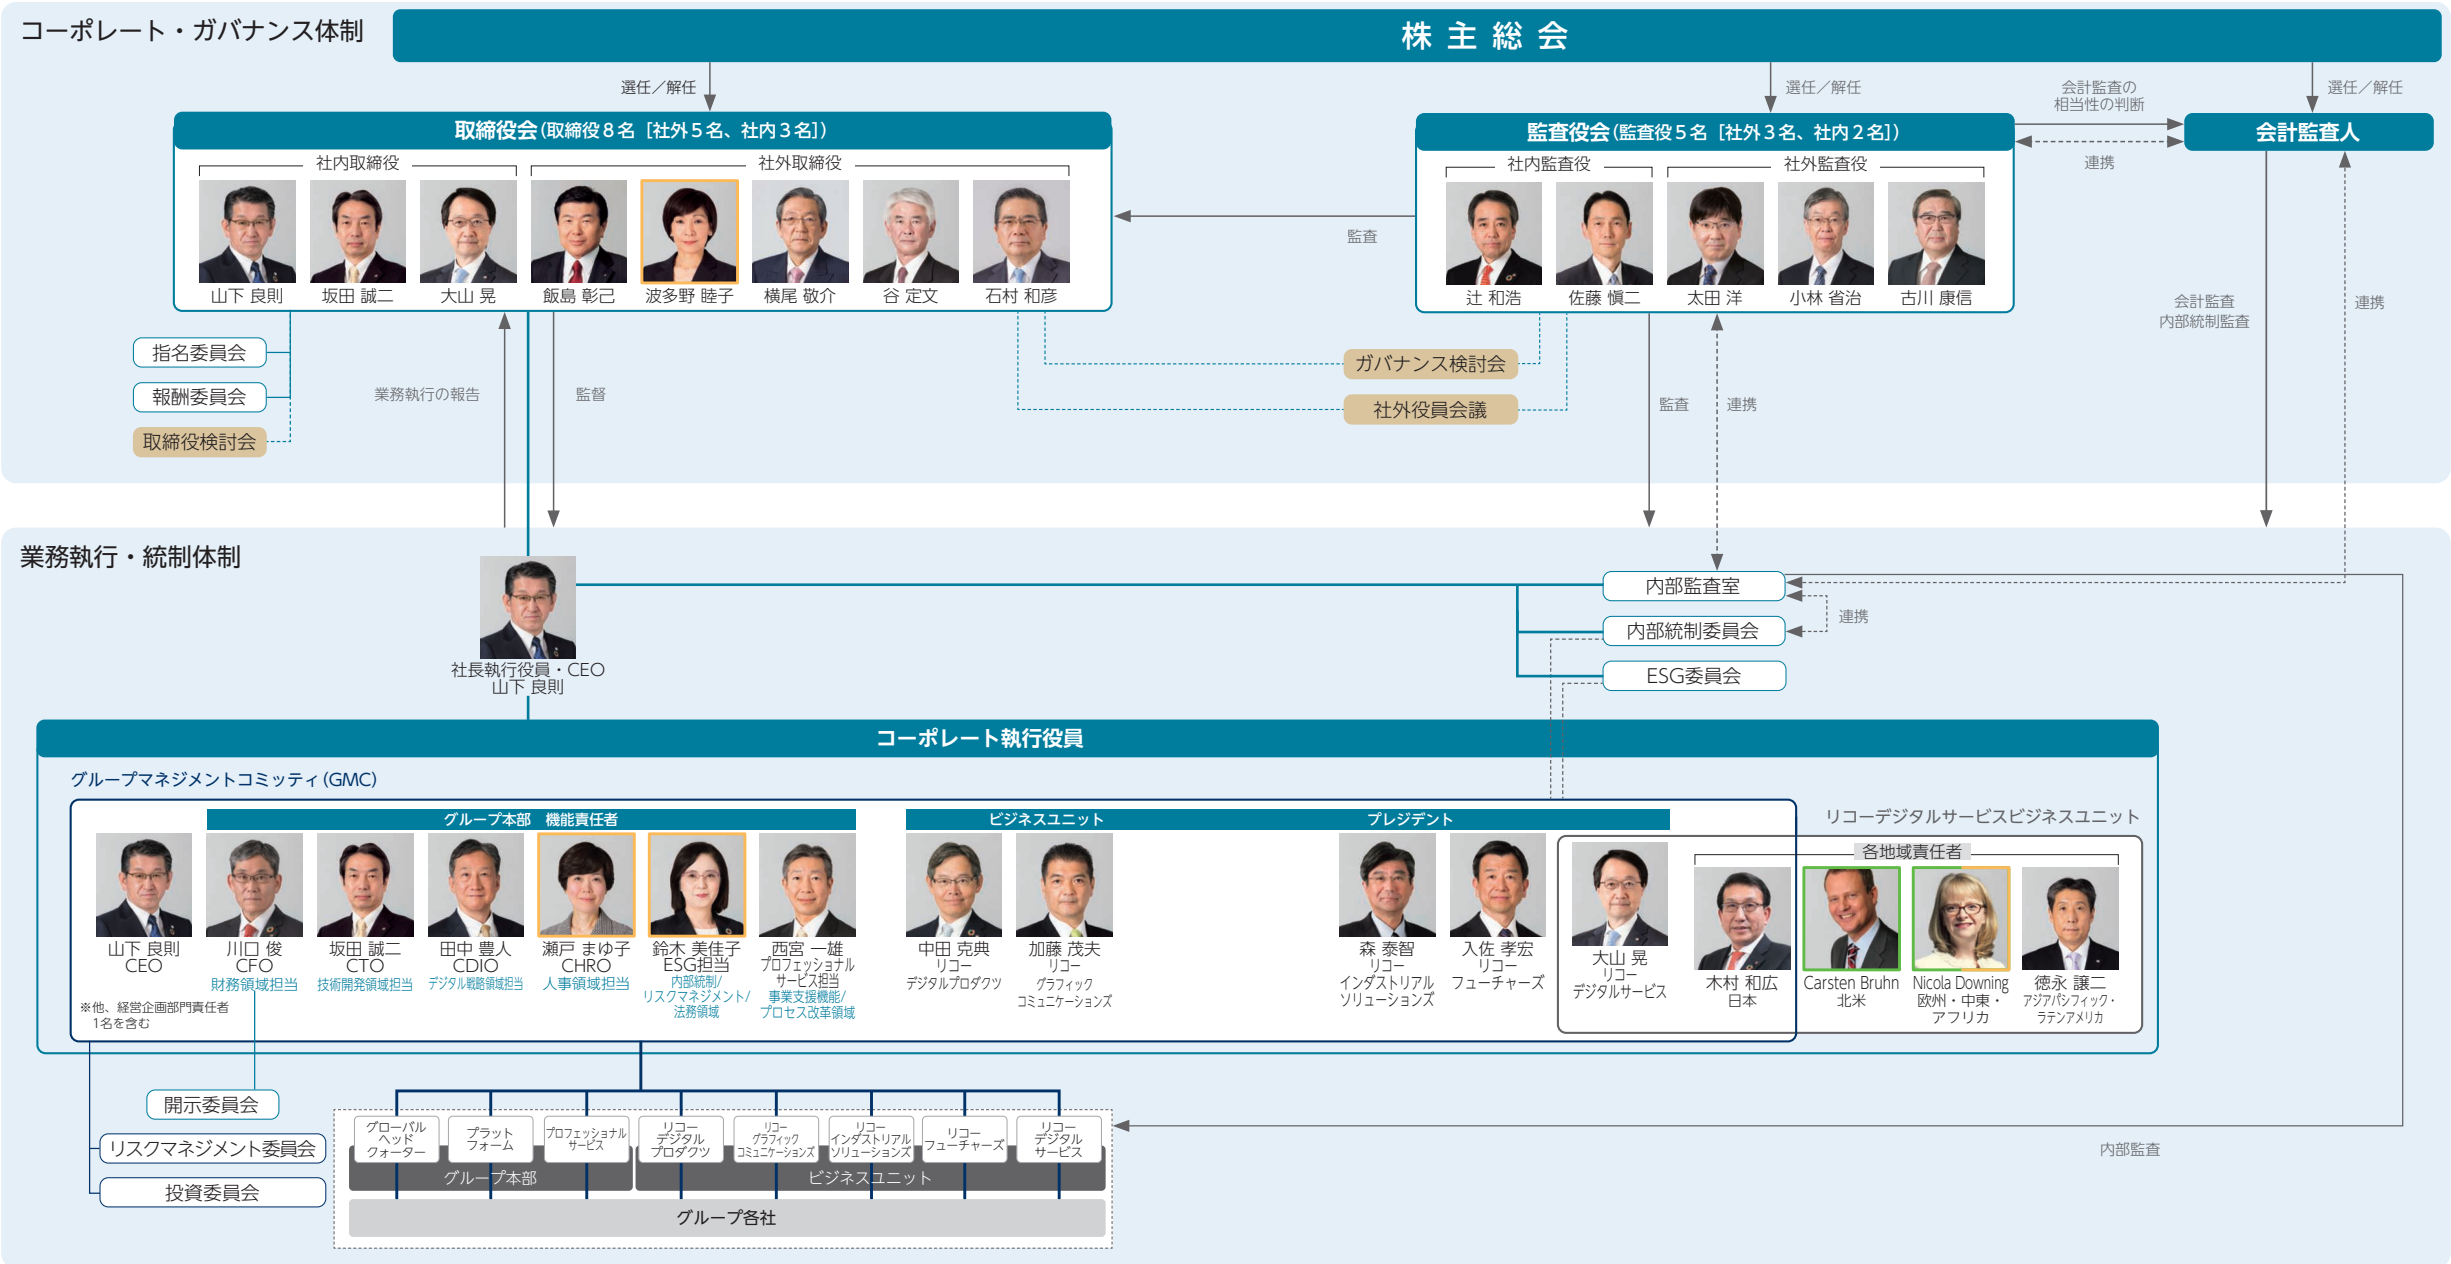 コーポレート・ガバナンス体制
株主総会
選任／解任
選任／解任
会計監査の
相当性の判断
選任／解任
取締役会(取締役8名［社外5名、社内3名］)
監査役会(監査役5名［社外3名、社内2名］)
会計監査人
連携
社内取締役
社外取締役
社内監査役
社外監査役
山下 良則
坂田 誠二
大山 晃
飯島 彰己
波多野 睦子
横尾 敬介
谷 定文
石村 和彦
監査
辻 和浩
佐藤 愼二
太田 洋
小林 省治
古川 康信
会計監査
内部統制監査
連携
指名委員会
報酬委員会
取締役検討会
業務執行の報告
監督
ガバナンス検討会
社外役員会議
監査
連携
業務執行・統制体制
社長執行役員・CEO
山下 良則
内部監査室
内部統制委員会
ESG委員会
連携
コーポレート執行役員
グループマネジメントコミッティ(GMC)
グループ本部　機能責任者
ビジネスユニット
プレジデント
リコーデジタルサービスビジネスユニット
各地域責任者
山下 良則
CEO
川口 俊
CFO
財務領域担当
坂田 誠二
CTO
技術開発領域担当
田中 豊人
CDIO
デジタル戦略領域担当
瀬戸 まゆ子
CHRO
人事領域担当
鈴木 美佳子
ESG担当
内部統制/
リスクマネジメント/
法務領域
西宮 一雄
プロフェッショナル
サービス担当
事業支援機能/
プロセス改革領域
中田 克典
リコー
デジタルプロダクツ
加藤 茂夫
リコー
グラフィック
コミュニケーションズ
森 泰智
リコー
インダストリアル
ソリューションズ
入佐 孝宏
リコー
フューチャーズ
大山 晃
リコー
デジタルサービス
木村 和広
日本
Carsten Bruhn
北米
Nicola Downing
欧州・中東・
アフリカ
徳永 譲二
アジアパシフィック・
ラテンアメリカ
※他、経営企画部門責任者
1名を含む
開示委員会
リスクマネジメント委員会
投資委員会
グローバル
ヘッド
クォーター
プラット
フォーム
プロフェッショナル
サービス
リコー
デジタル
プロダクツ
リコー
グラフィック
コミュニケーションズ
リコー
インダストリアル
ソリューションズ
リコー
フューチャーズ
リコー
デジタル
サービス
グループ本部
ビジネスユニット
グループ各社
内部監査